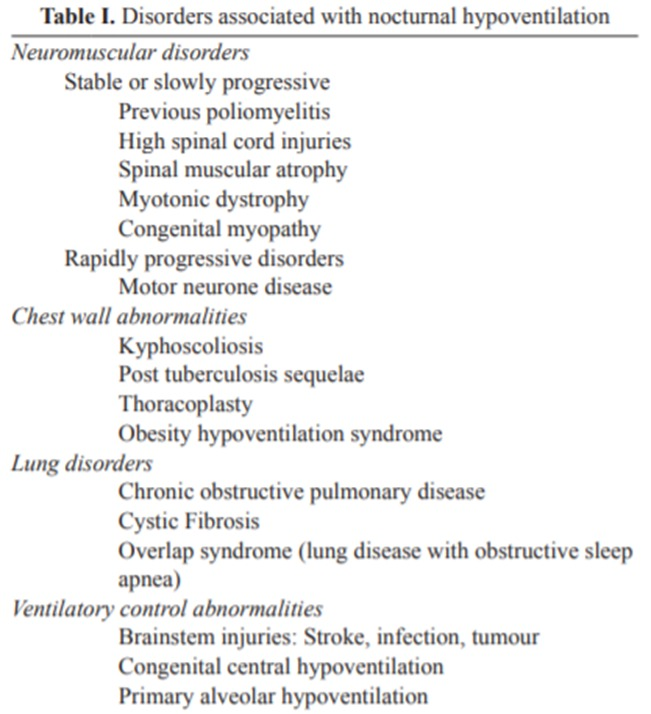 Table I. Disorders associated with nocturnal hypoventilation
Neuromuscular disorders
Stable or slowly progressive
Previous poliomyelitis
High spinal cord injuries
Spinal muscular atrophy
Myotonic dystrophy
Congenital myopathy
Rapidly progressive disorders
Motor neurone disease
Chest wall abnormalities
Kyphoscoliosis
Post tuberculosis sequelae
Thoracoplasty
Obesity hypoventilation syndrome
Lung disorders
Chronic obstructive pulmonary disease
Cystic Fibrosis
Overlap syndrome (lung disease with obstructive sleep
apnea)
Ventilatory control abnormalities
Brainstem injuries: Stroke, infection, tumour
Congenital central hypoventilation
Primary alveolar hypoventilation